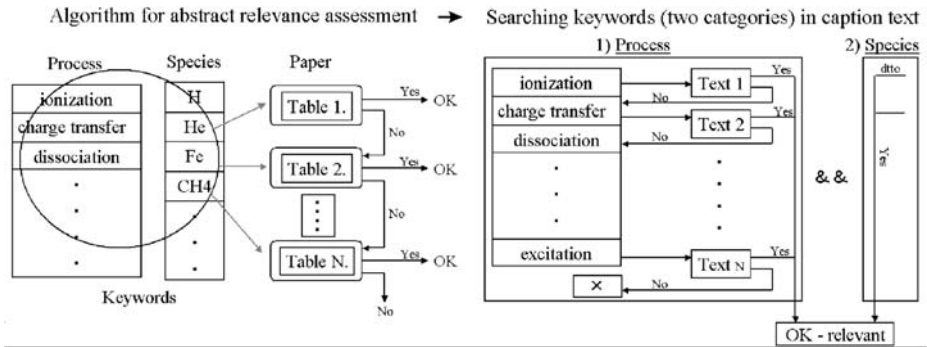 Algorithm for abstract relevance assessment
Searching keywords (two categories) in caption text
Process
Species
Paper
ionization
charge transfer
dissociation
H
He
Fe
CH4
Keywords
Table 1.
Yes
OK
No
Table 2.
Yes
OK
No
Table N.
Yes
OK
No
1) Process
ionization
charge transfer
dissociation
excitation
×
Text 1
Yes
No
Text 2
Yes
No
Text N
Yes
No
& &
2) Species
dtto
Yes
OK - relevant